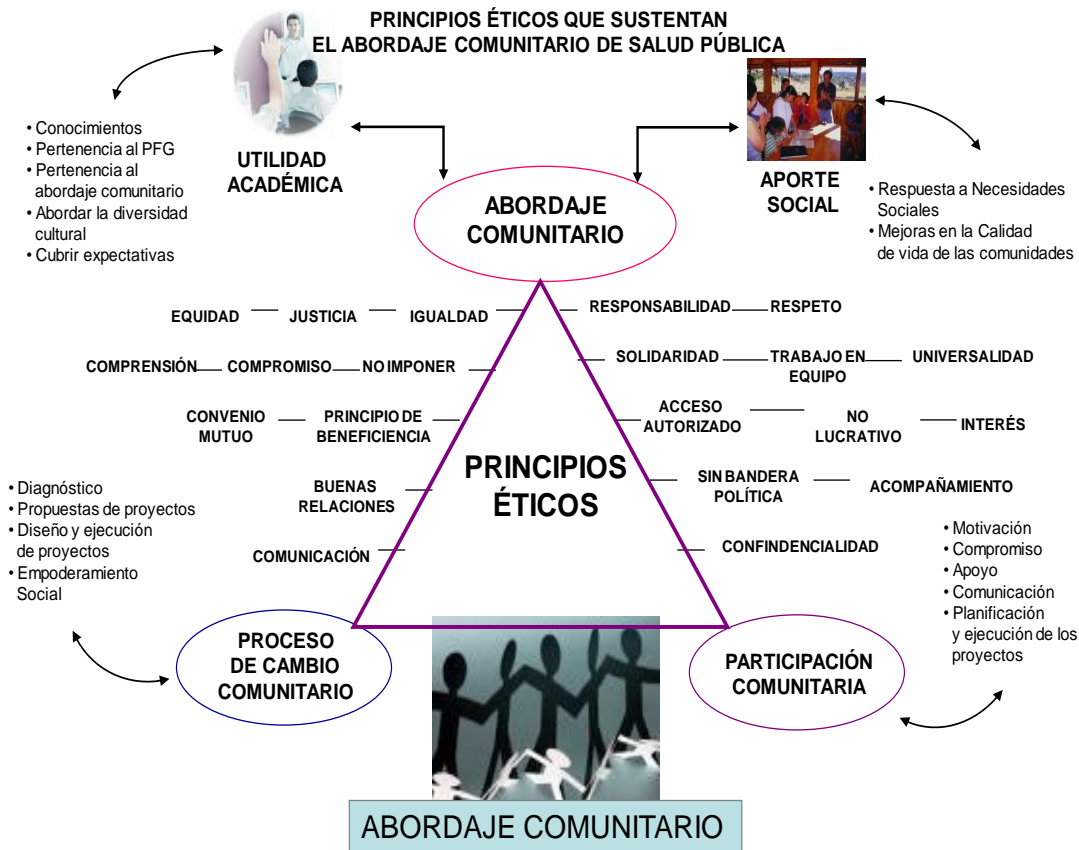 PRINCIPIOS ÉTICOS QUE SUSTENTAN
EL ABORDAJE COMUNITARIO DE SALUD PÚBLICA
• Conocimientos
• Pertenencia al PFG
• Pertenencia al
abordaje comunitario
• Abordar la diversidad
cultural
• Cubrir expectativas
UTILIDAD
ACADÉMICA
ABORDAJE
COMUNITARIO
APORTE
SOCIAL
• Respuesta a Necesidades
Sociales
• Mejoras en la Calidad
de vida de las comunidades
EQUIDAD JUSTICIA IGUALDAD
RESPONSABILIDAD RESPETO
COMPRENSIÓN COMPROMISO NO IMPONER
SOLIDARIDAD TRABAJO EN UNIVERSALIDAD
EQUIPO
CONVENIO PRINCIPIO DE
MUTUO BENEFICIENCIA
ACCESO NO INTERÉS
AUTORIZADO LUCRATIVO
PRINCIPIOS
ÉTICOS
BUENAS
RELACIONES
SIN BANDERA ACOMPAÑAMIENTO
POLÍTICA
COMUNICACIÓN
CONFINDENCIALIDAD
• Diagnóstico
• Propuestas de proyectos
• Diseño y ejecución
de proyectos
• Empoderamiento
Social
• Motivación
• Compromiso
• Apoyo
• Comunicación
• Planificación
y ejecución de los
proyectos
PROCESO
DE CAMBIO
COMUNITARIO
PARTICIPACIÓN
COMUNITARIA
ABORDAJE COMUNITARIO